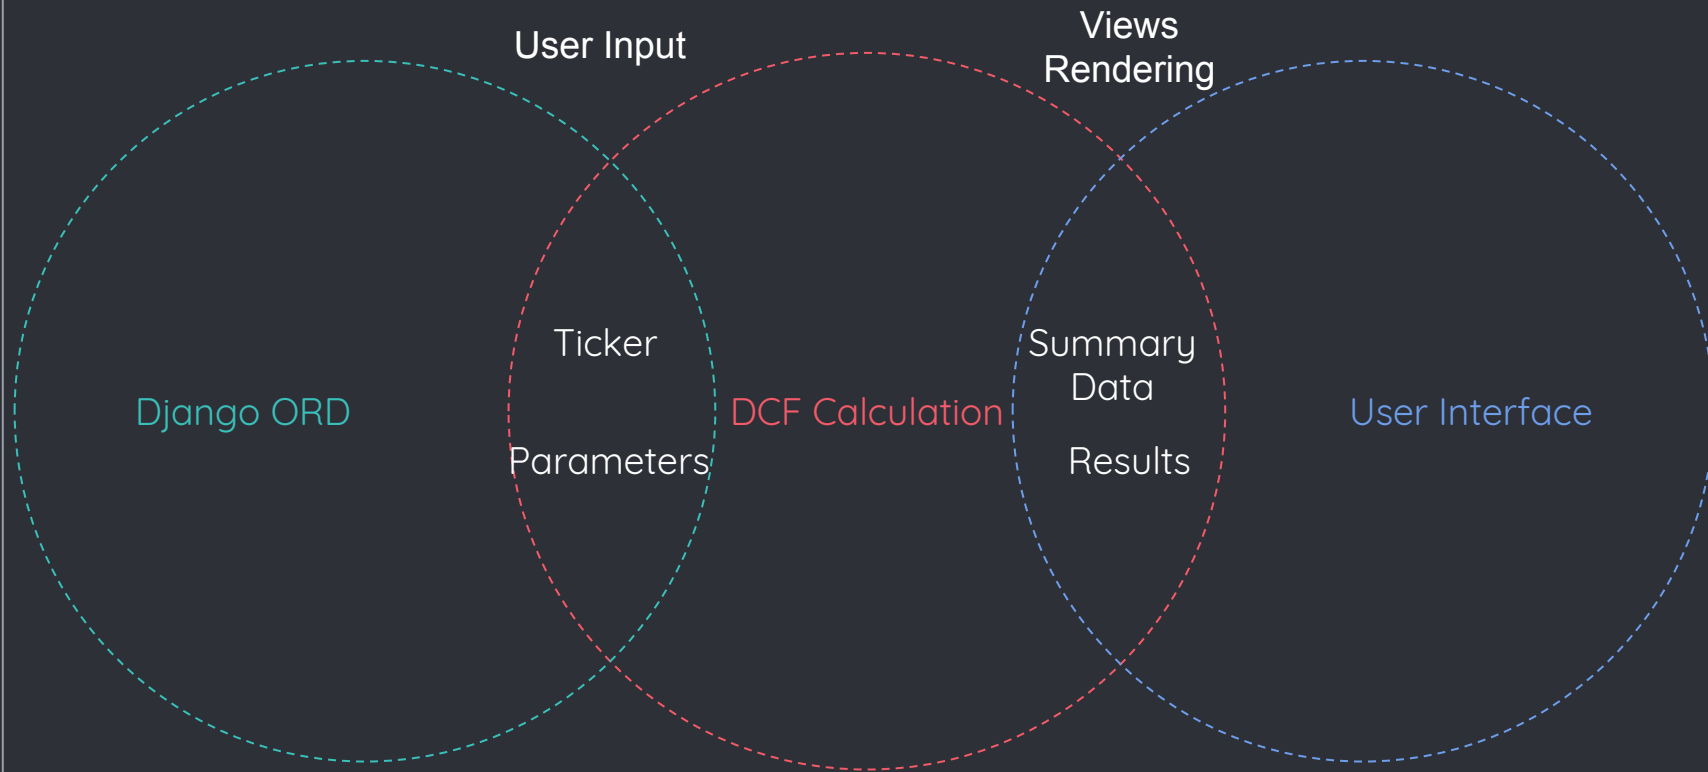 User Input
Views
Rendering
Ticker
Summary
Data
Django ORD
DCF Calculation
User Interface
Parameters
Results